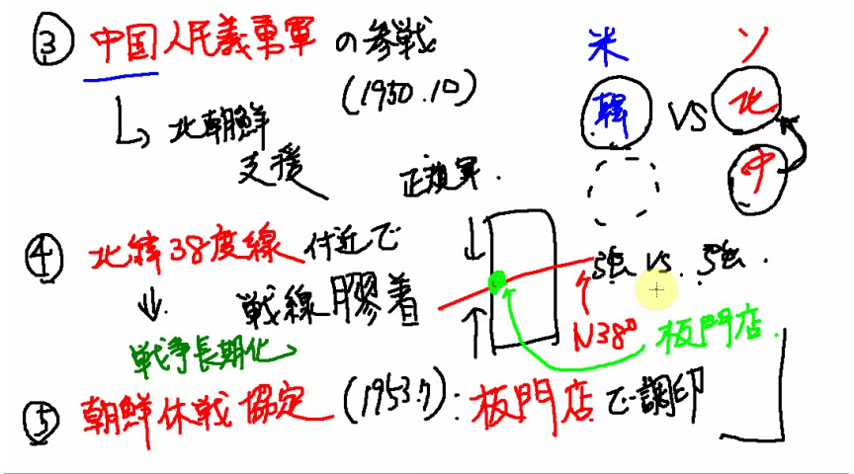 ③ 中国人民義勇軍の参戦
(1950.10)
↳ 北朝鮮
支援
正規軍.
米 ソ
韓 VS 北
中
④ 北緯38度線付近で
戦線膠着
⇓
戦争長期化
強 VS. 強.
N38°
板門店.
⑤ 朝鮮休戦協定(1953.7):板門店で調印